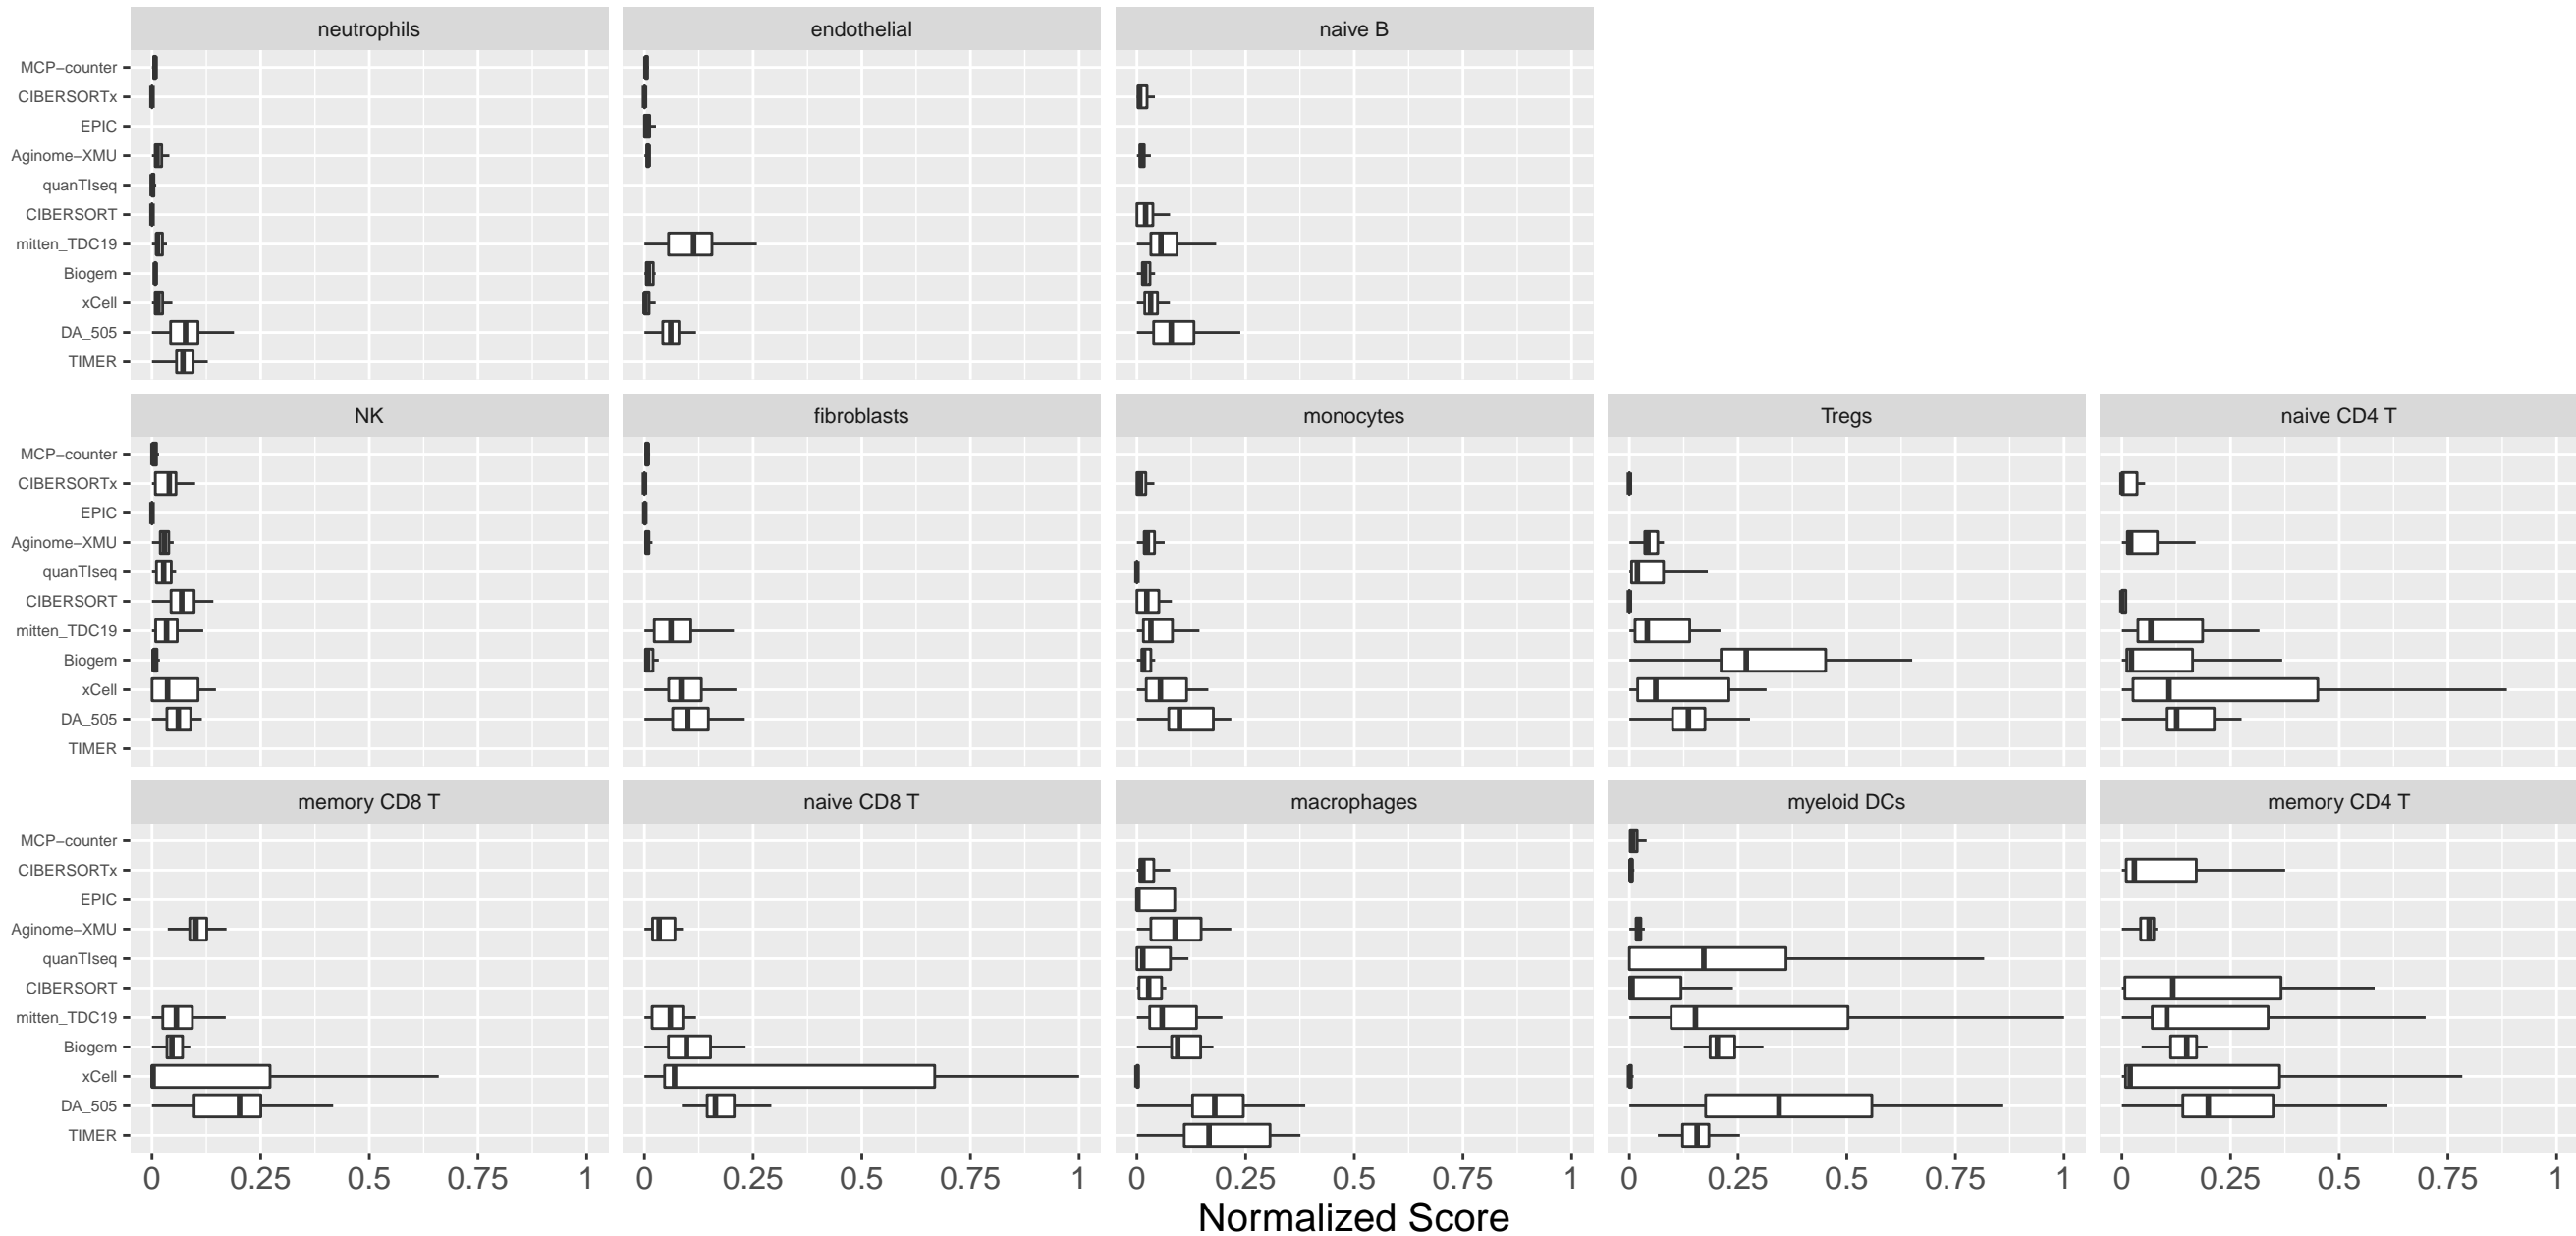 neutrophils endothelial naive B
MCP−counter
CIBERSORTx
EPIC
Aginome−XMU
quanTIseq
CIBERSORT
mitten_TDC19
Biogem
xCell
DA_505
TIMER
NK fibroblasts monocytes Tregs naive CD4 T
MCP−counter
CIBERSORTx
EPIC
Aginome−XMU
quanTIseq
CIBERSORT
mitten_TDC19
Biogem
xCell
DA_505
TIMER
memory CD8 T naive CD8 T macrophages myeloid DCs memory CD4 T
MCP−counter
CIBERSORTx
EPIC
Aginome−XMU
quanTIseq
CIBERSORT
mitten_TDC19
Biogem
xCell
DA_505
TIMER
0 0.25 0.5 0.75 1 0 0.25 0.5 0.75 1 0 0.25 0.5 0.75 1 0 0.25 0.5 0.75 1 0 0.25 0.5 0.75 1
Normalized Score